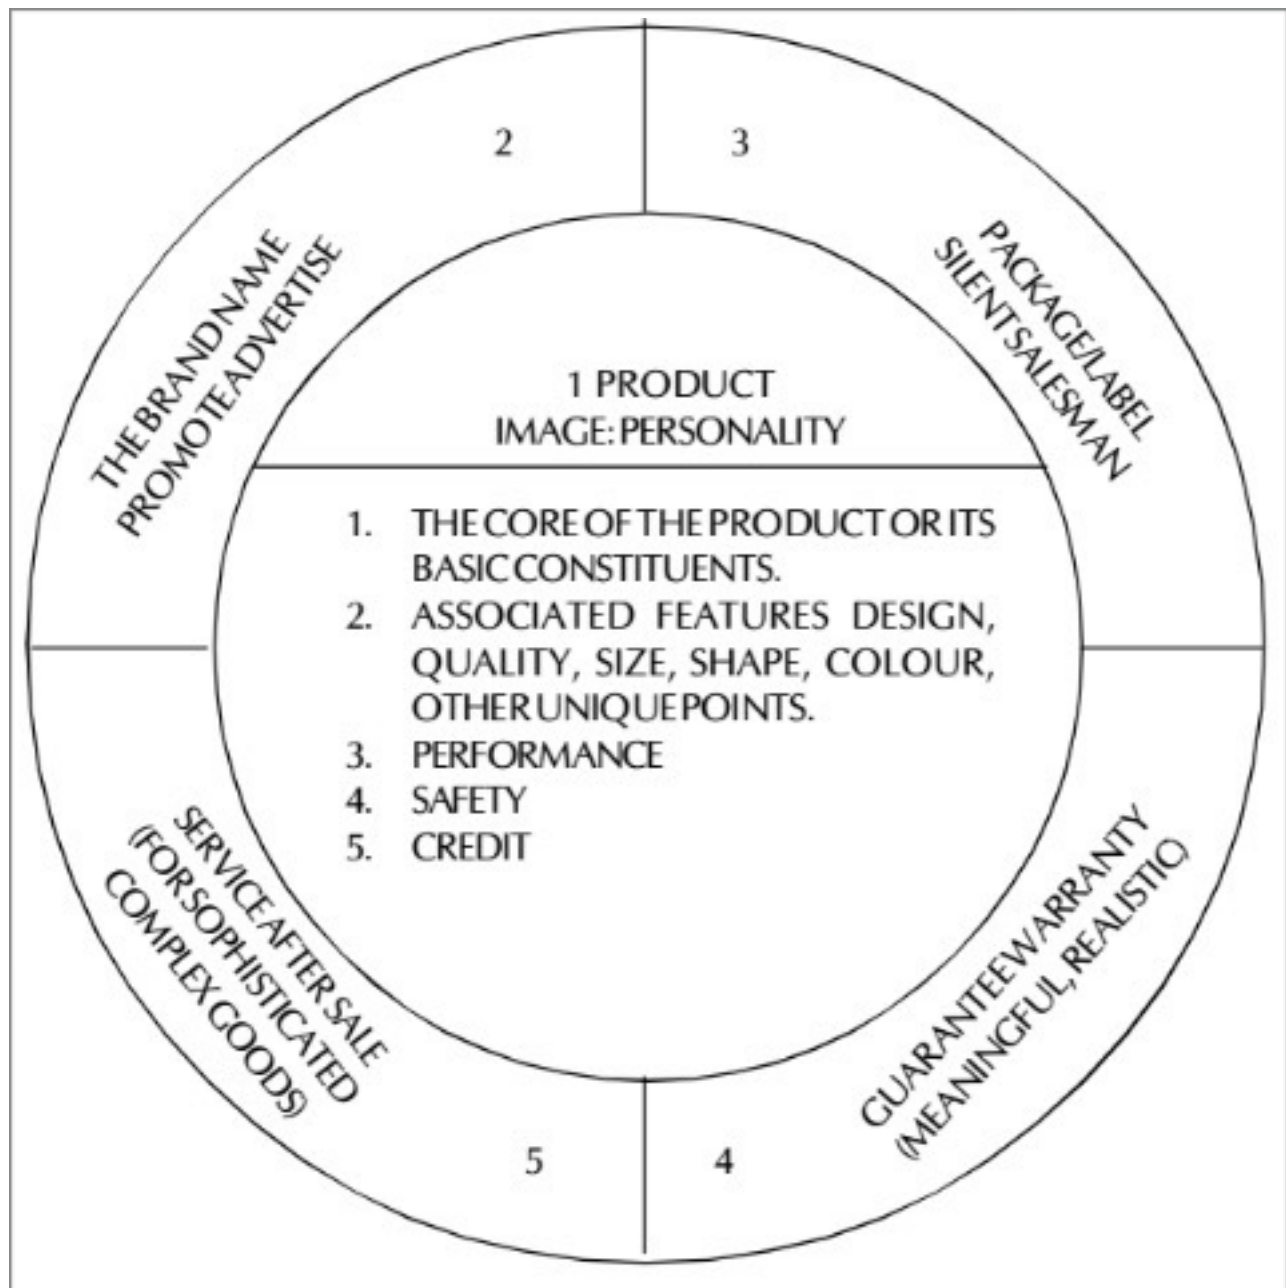 2
3
THE BRAND NAME
PROMOTE ADVERTISE
PACKAGE/LABEL
SILENT SALESMAN
1 PRODUCT
IMAGE: PERSONALITY
1. THE CORE OF THE PRODUCT OR ITS
BASIC CONSTITUENTS.
2. ASSOCIATED FEATURES DESIGN,
QUALITY, SIZE, SHAPE, COLOUR,
OTHER UNIQUE POINTS.
3. PERFORMANCE
4. SAFETY
5. CREDIT
SERVICE AFTER SALE
(FOR SOPHISTICATED
COMPLEX GOODS)
GUARANTEE WARRANTY
(MEANINGFUL, REALISTIC)
5
4